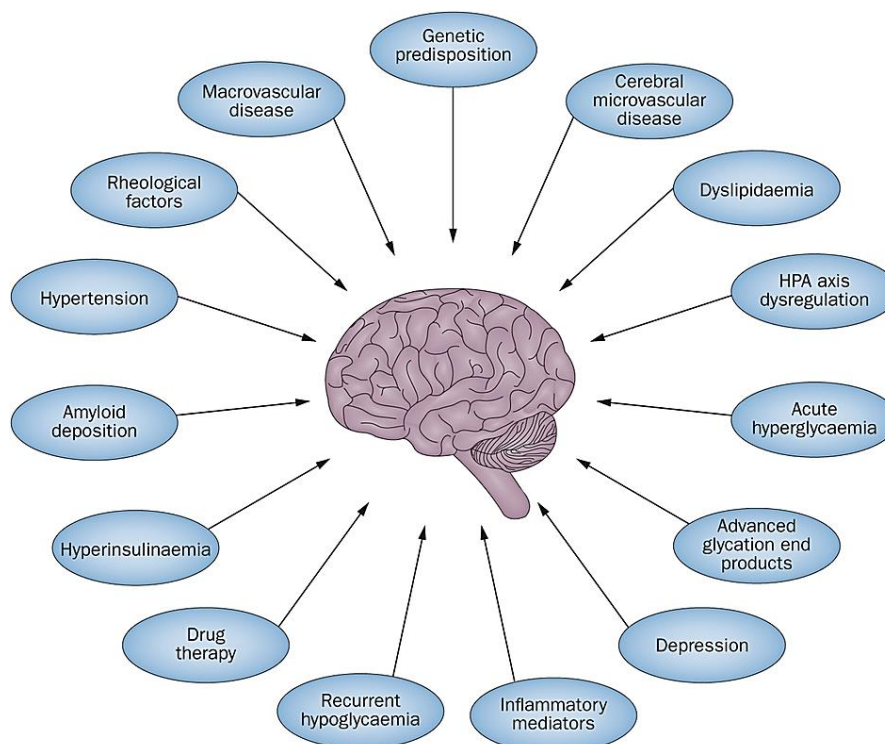 Genetic
predisposition
Cerebral
microvascular
disease
Dyslipidaemia
HPA axis
dysregulation
Acute
hyperglycaemia
Advanced
glycation end
products
Depression
Inflammatory
mediators
Recurrent
hypoglycaemia
Drug
therapy
Hyperinsulinaemia
Amyloid
deposition
Hypertension
Rheological
factors
Macrovascular
disease